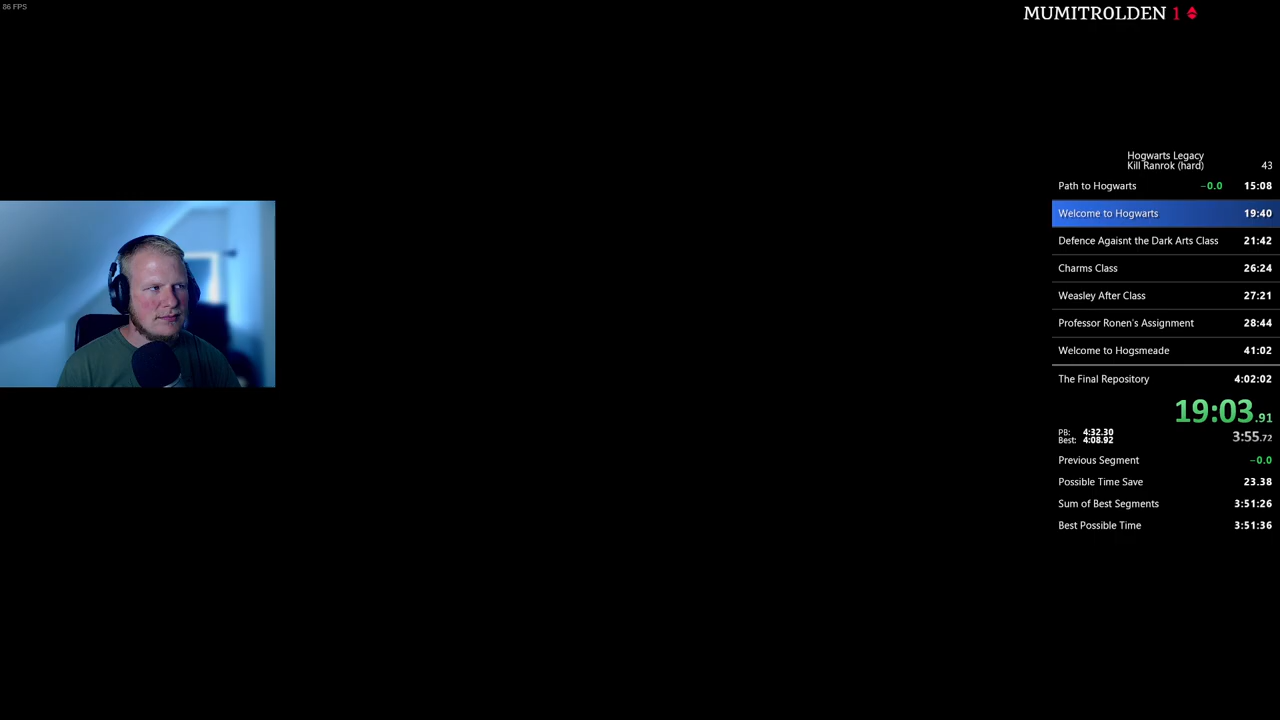 86 FPS
MUMITROLDEN 1
Hogwarts Legacy
Kill Ranrok (hard) 43
Path to Hogwarts −0.0 15:08
Welcome to Hogwarts 19:40
Defence Agaisnt the Dark Arts Class 21:42
Charms Class 26:24
Weasley After Class 27:21
Professor Ronen's Assignment 28:44
Welcome to Hogsmeade 41:02
The Final Repository 4:02:02
19:03.91
PB: 4:32.30
Best: 4:08.92
3:55.72
Previous Segment −0.0
Possible Time Save 23.38
Sum of Best Segments 3:51:26
Best Possible Time 3:51:36